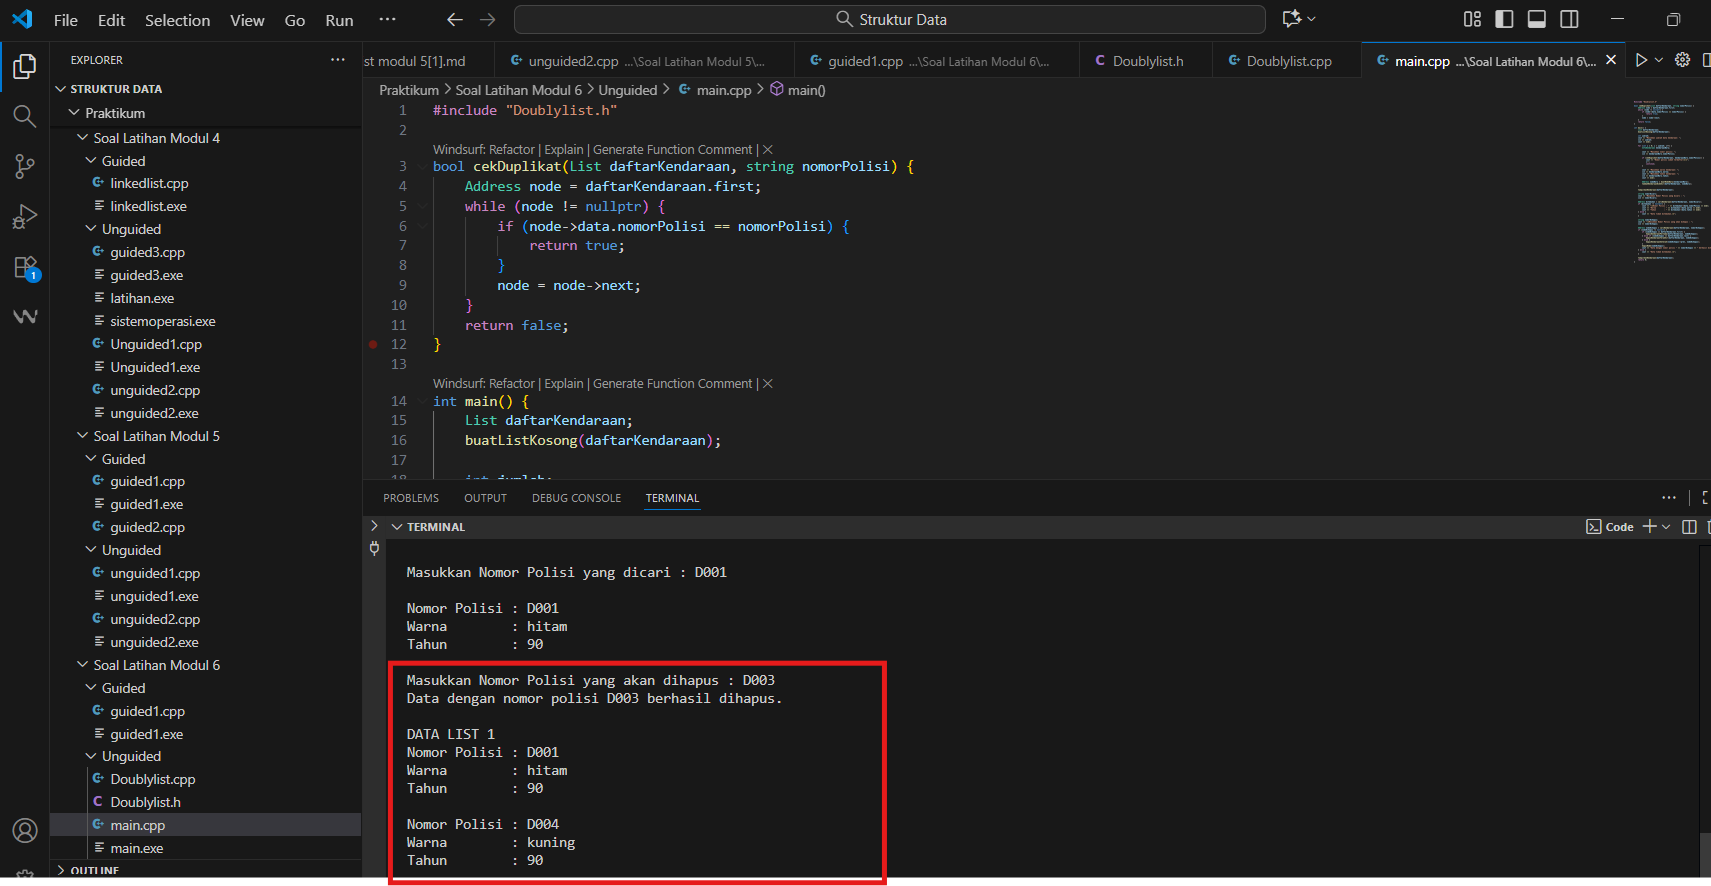 File Edit Selection View Go Run ···
Struktur Data
EXPLORER ···
STRUKTUR DATA
Praktikum
Soal Latihan Modul 4
Guided
linkedlist.cpp
linkedlist.exe
Unguided
guided3.cpp
guided3.exe
latihan.exe
sistemoperasi.exe
Unguided1.cpp
Unguided1.exe
unguided2.cpp
unguided2.exe
Soal Latihan Modul 5
Guided
guided1.cpp
guided1.exe
guided2.cpp
Unguided
unguided1.cpp
unguided1.exe
unguided2.cpp
unguided2.exe
Soal Latihan Modul 6
Guided
guided1.cpp
guided1.exe
Unguided
Doublylist.cpp
Doublylist.h
main.cpp
main.exe
OUTLINE
1
st modul 5[1].md
unguided2.cpp ...\Soal Latihan Modul 5\...
guided1.cpp ...\Soal Latihan Modul 6\...
Doublylist.h
Doublylist.cpp
main.cpp ...\Soal Latihan Modul 6\...
Praktikum > Soal Latihan Modul 6 > Unguided > main.cpp > main()
1 #include "Doublylist.h"
2
Windsurf: Refactor | Explain | Generate Function Comment | ×
3 bool cekDuplikat(List daftarKendaraan, string nomorPolisi) {
4 Address node = daftarKendaraan.first;
5 while (node != nullptr) {
6 if (node->data.nomorPolisi == nomorPolisi) {
7 return true;
8 }
9 node = node->next;
10 }
11 return false;
12 }
13
Windsurf: Refactor | Explain | Generate Function Comment | ×
14 int main() {
15 List daftarKendaraan;
16 buatListKosong(daftarKendaraan);
17
18 int jumlah;
PROBLEMS OUTPUT DEBUG CONSOLE TERMINAL ···
TERMINAL
Code
Masukkan Nomor Polisi yang dicari : D001
Nomor Polisi : D001
Warna : hitam
Tahun : 90
Masukkan Nomor Polisi yang akan dihapus : D003
Data dengan nomor polisi D003 berhasil dihapus.
DATA LIST 1
Nomor Polisi : D001
Warna : hitam
Tahun : 90
Nomor Polisi : D004
Warna : kuning
Tahun : 90